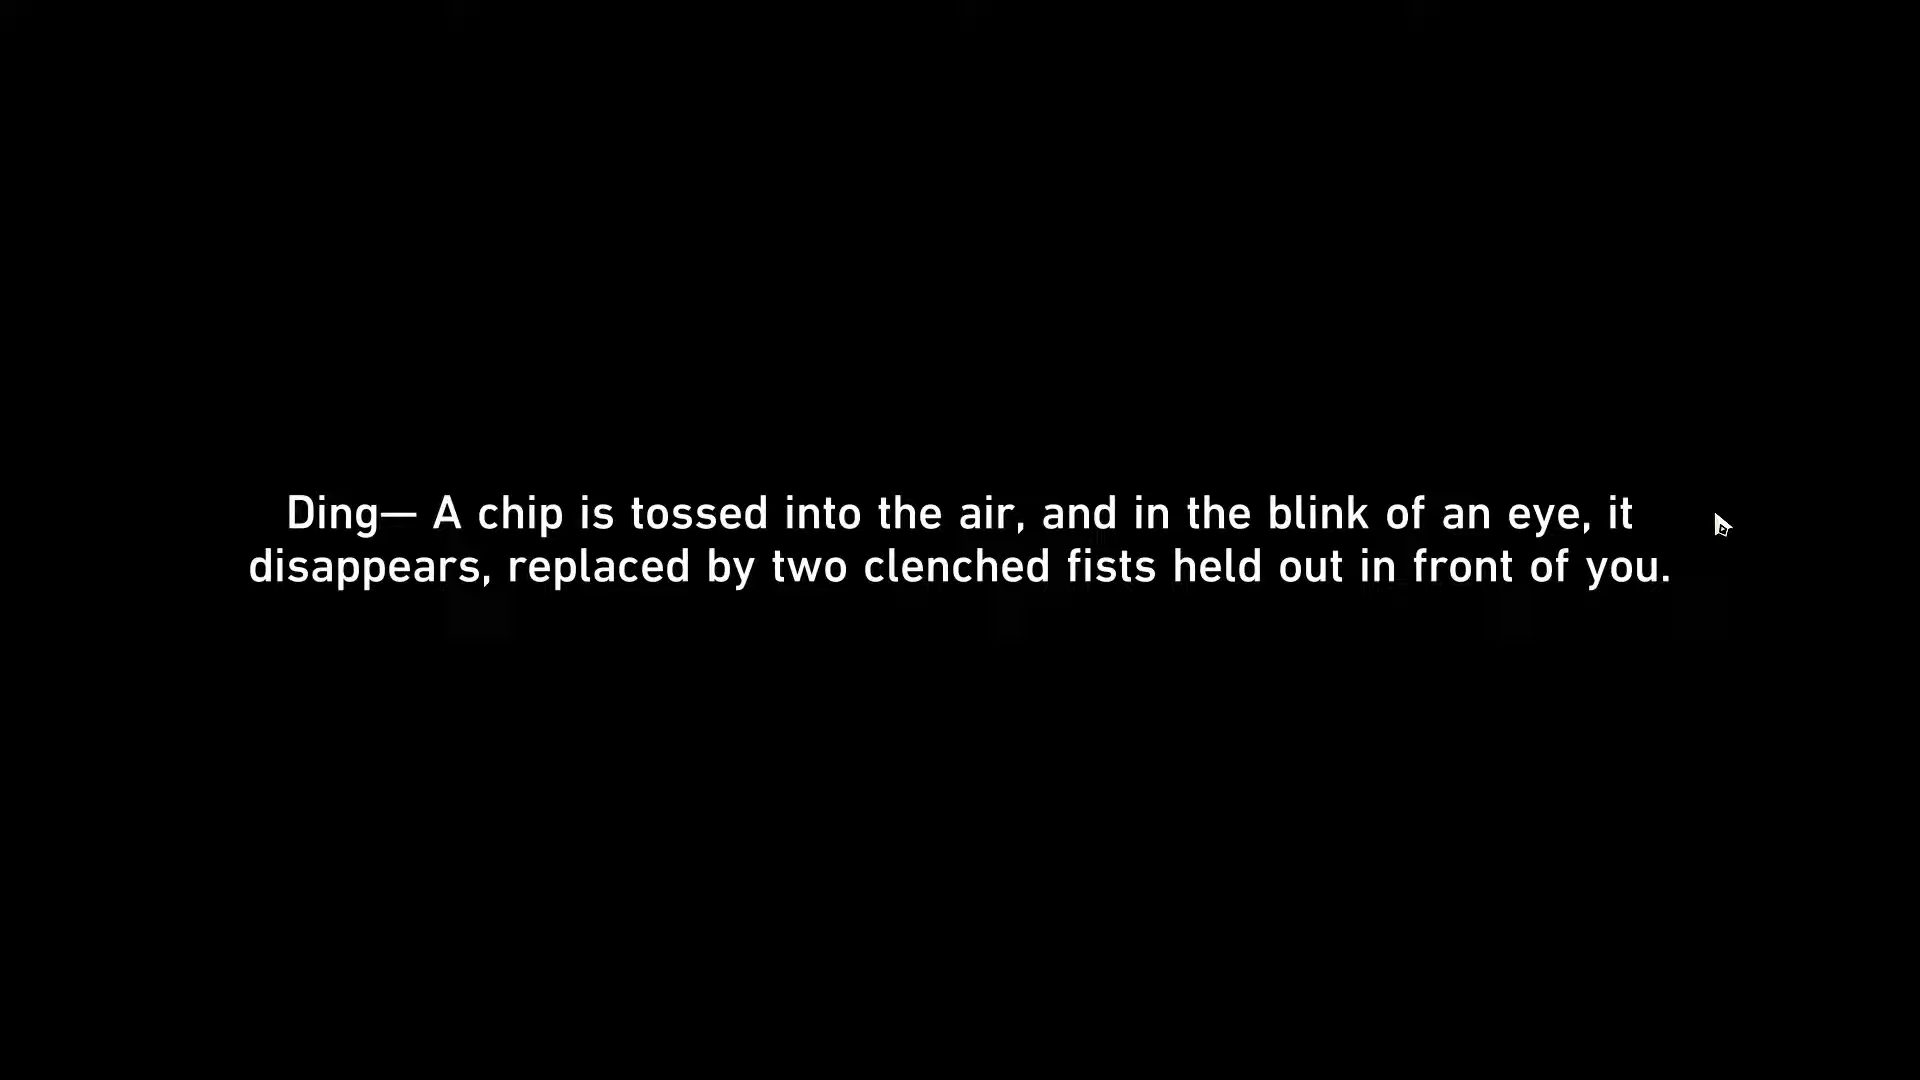 Ding— A chip is tossed into the air, and in the blink of an eye, it
disappears, replaced by two clenched fists held out in front of you.